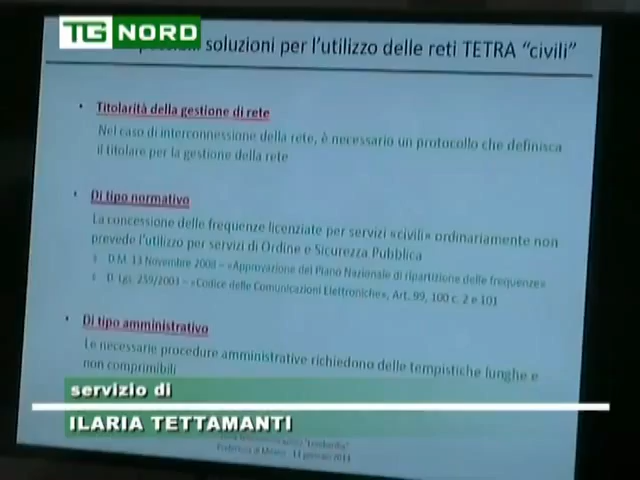 TG NORD
soluzioni per l'utilizzo delle reti TETRA "civili"
• Titolarità della gestione di rete
Nel caso di interconnessione della rete, è necessario un protocollo che definisca
il titolare per la gestione della rete
• Di tipo normativo
La concessione delle frequenze licenziate per servizi «civili» ordinariamente non
prevede l'utilizzo per servizi di Ordine e Sicurezza Pubblica
D.M. 13 Novembre 2008 – «Approvazione del Piano Nazionale di ripartizione delle frequenze»
D. Lgs. 259/2003 – «Codice delle Comunicazioni Elettroniche», Art. 99, 100 c. 2 e 101
• Di tipo amministrativo
Le necessarie procedure amministrative richiedono delle tempistiche lunghe e
non comprimibili
servizio di
ILARIA TETTAMANTI
Prefettura di Milano - gennaio